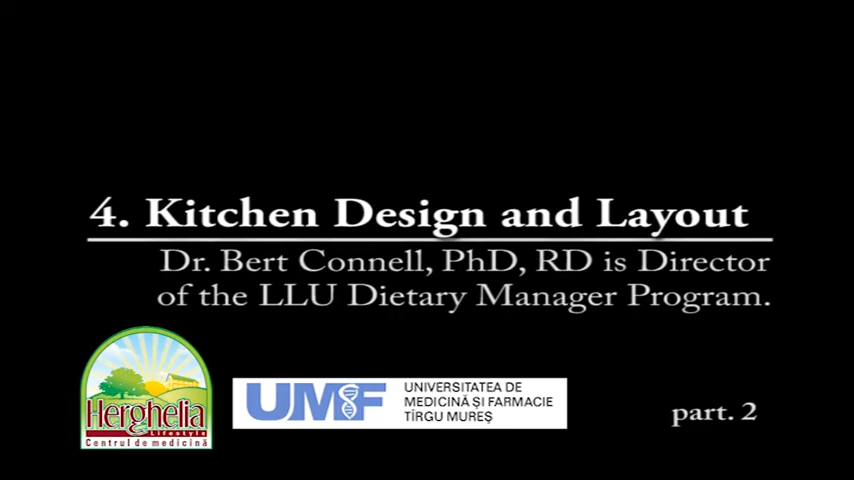 4. Kitchen Design and Layout
Dr. Bert Connell, PhD, RD is Director
of the LLU Dietary Manager Program.
Herghelia
Lifestyle
Centrul de medicină
UMF
UNIVERSITATEA DE
MEDICINĂ ȘI FARMACIE
TÎRGU MUREȘ
part. 2